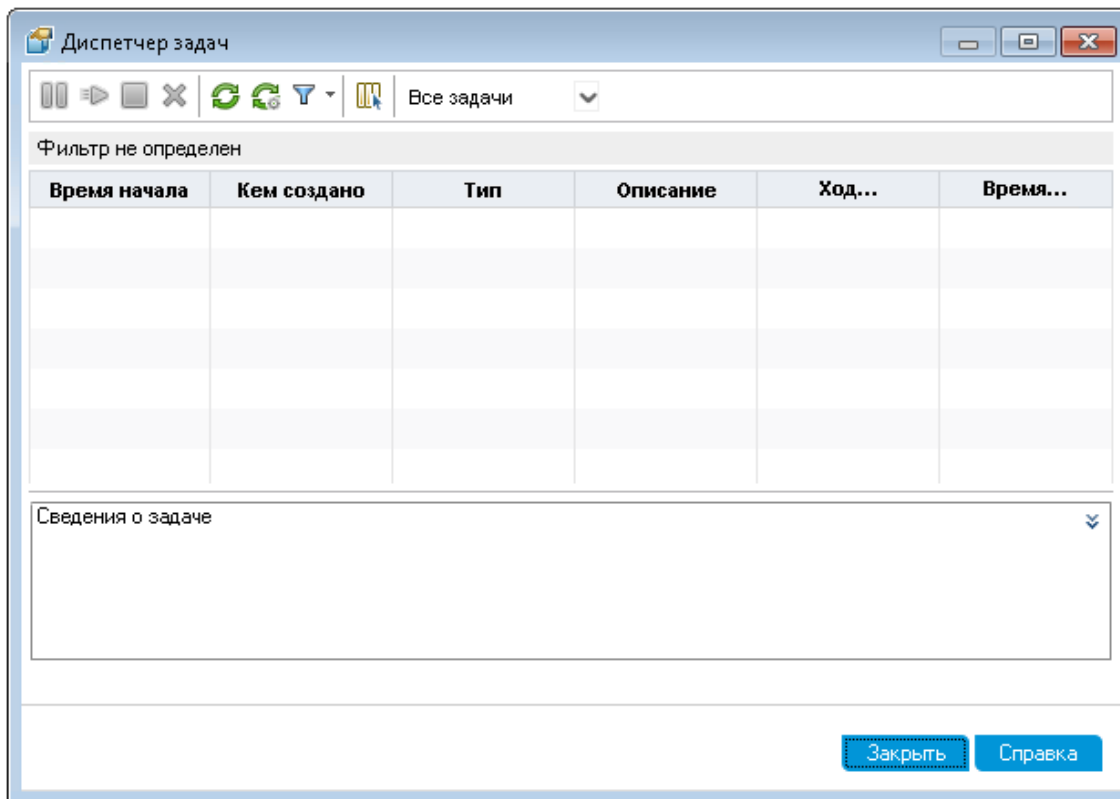 Диспетчер задач
Все задачи
Фильтр не определен
Время начала Кем создано Тип Описание Ход... Время...
Сведения о задаче
Закрыть Справка